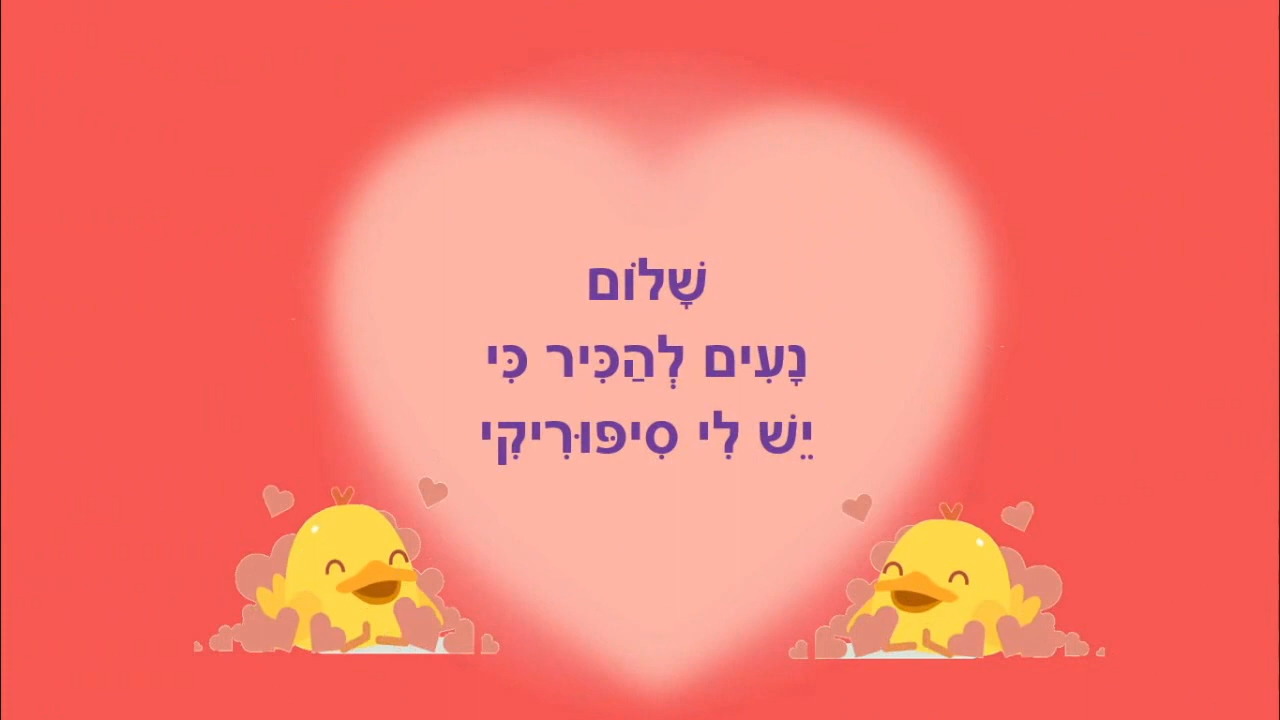 שָׁלוֹם
נָעִים לְהַכִּיר כִּי
יֵשׁ לִי סִיפּוּרִיקִי